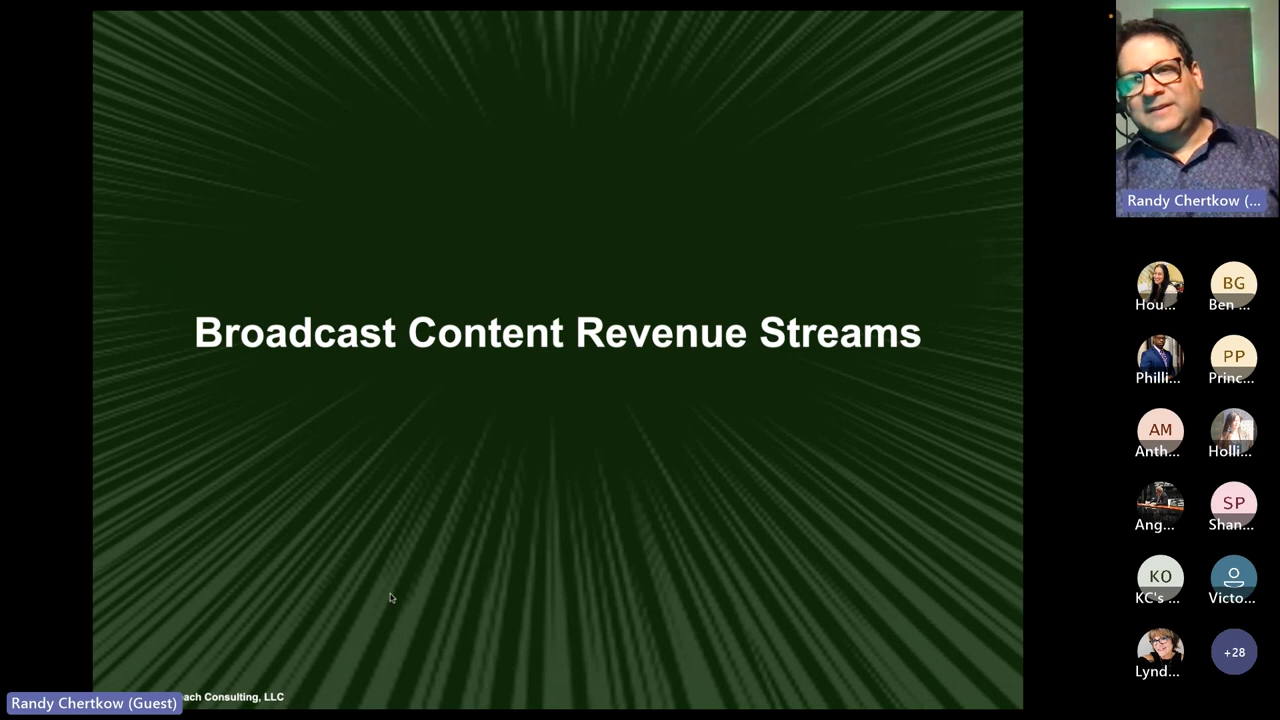 Broadcast Content Revenue Streams
ach Consulting, LLC
Randy Chertkow (Guest)
Randy Chertkow (...
Hou...
BG
Ben ...
Philli...
PP
Princ...
AM
Anth...
Holli...
Ang...
SP
Shan...
KO
KC's ...
Victo...
Lynd...
+28